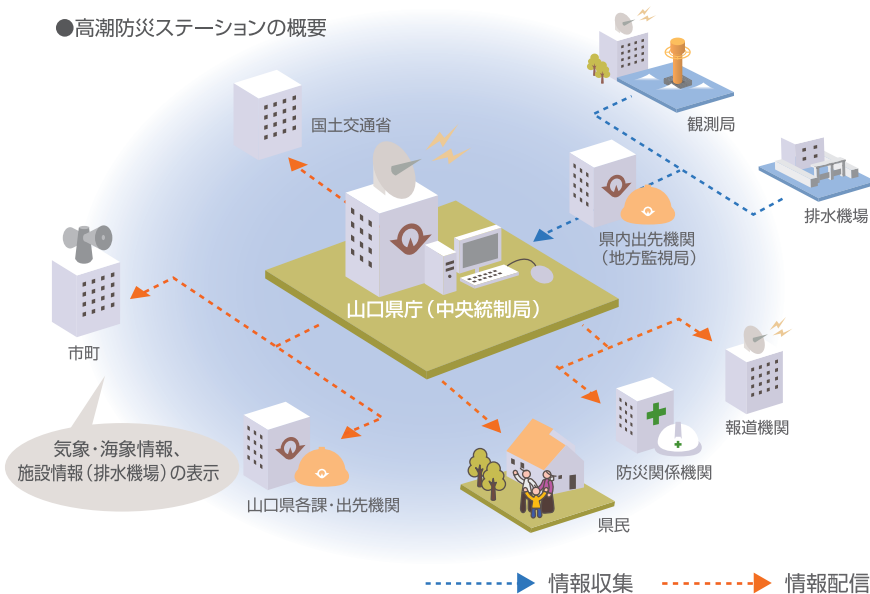 ●高潮防災ステーションの概要
国土交通省
観測局
排水機場
県内出先機関
（地方監視局）
山口県庁（中央統制局）
市町
気象・海象情報、
施設情報（排水機場）の表示
山口県各課・出先機関
県民
防災関係機関
報道機関
情報収集
情報配信